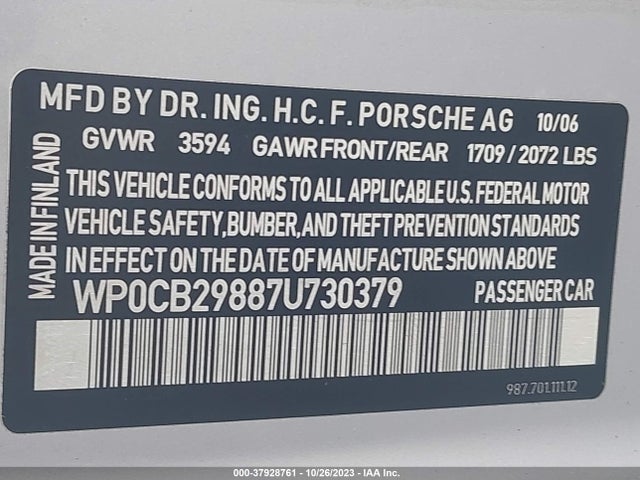 MFD BY DR. ING. H.C. F. PORSCHE AG 10/06
GVWR 3594 GAWR FRONT/REAR 1709 / 2072 LBS
THIS VEHICLE CONFORMS TO ALL APPLICABLE U.S. FEDERAL MOTOR
VEHICLE SAFETY, BUMBER, AND THEFT PREVENTION STANDARDS
IN EFFECT ON THE DATE OF MANUFACTURE SHOWN ABOVE
WP0CB29887U730379 PASSENGER CAR
MADE IN FINLAND
987.701.111.12
000-37928761 - 10/26/2023 - IAA Inc.